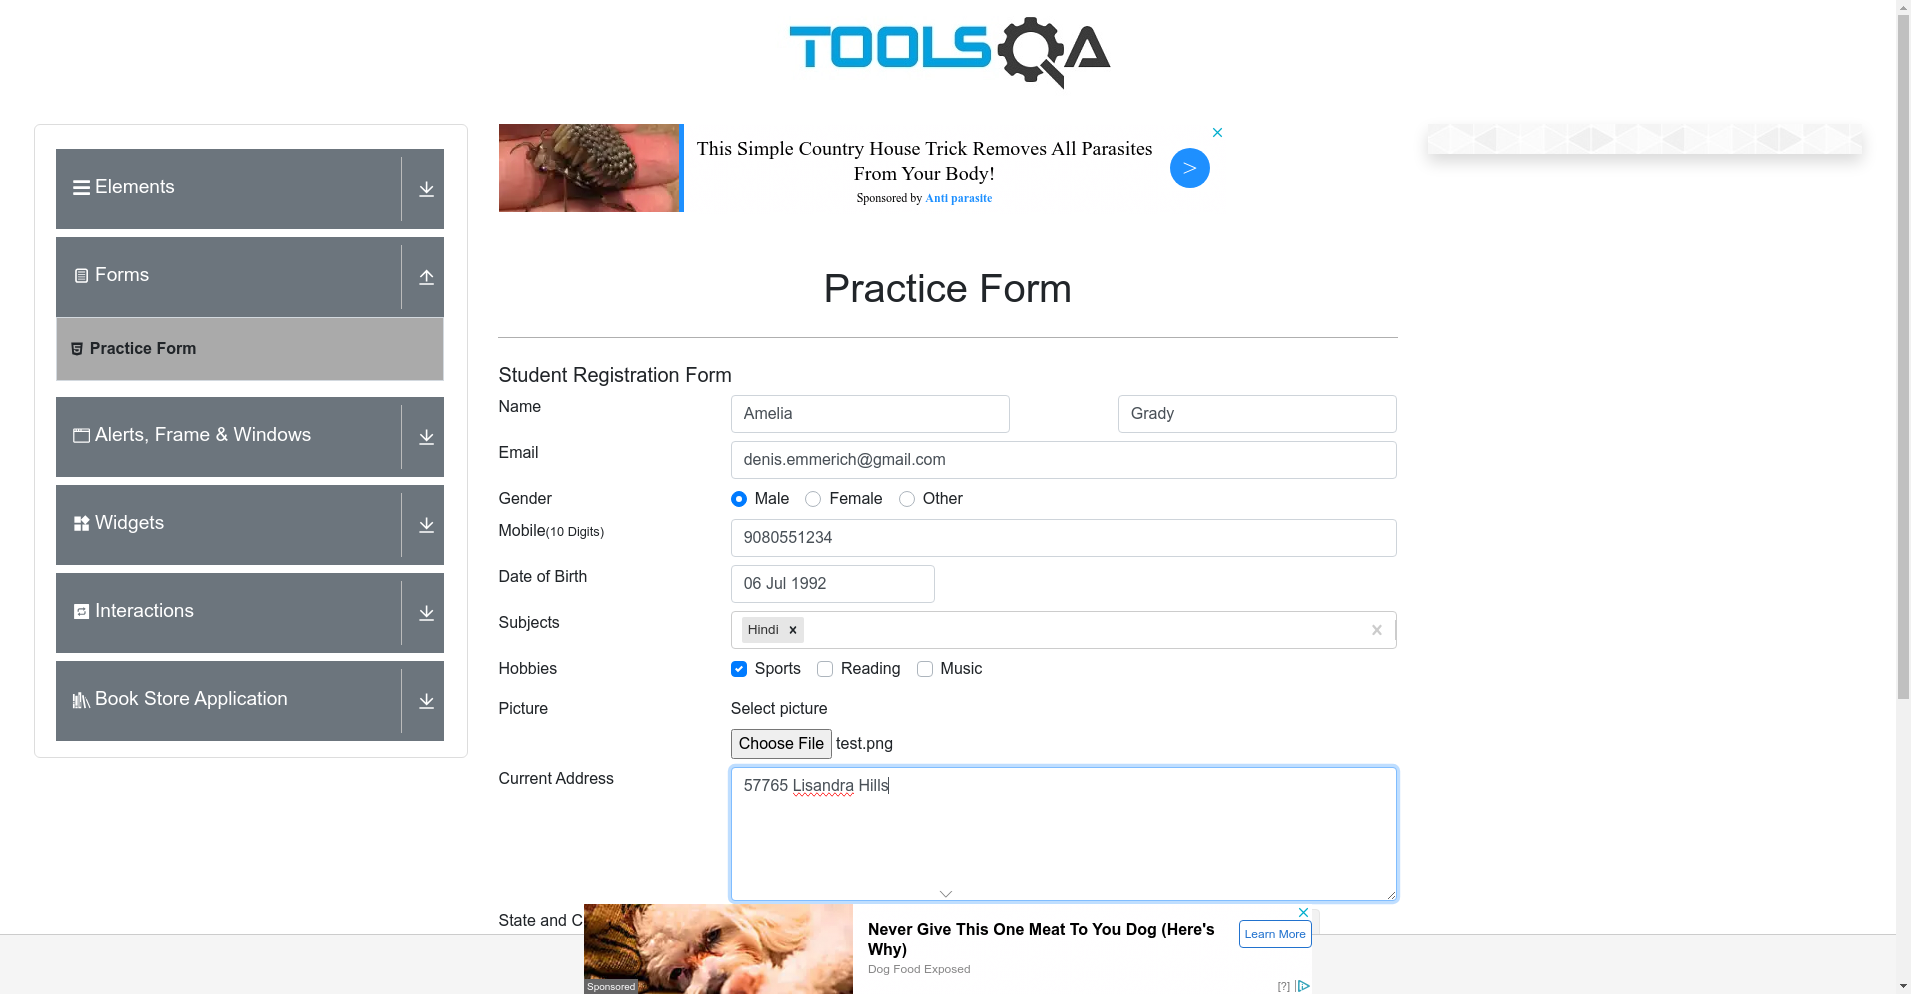 TOOLSQA
Elements
Forms
Practice Form
Alerts, Frame & Windows
Widgets
Interactions
Book Store Application
This Simple Country House Trick Removes All Parasites
From Your Body!
Sponsored by Anti parasite
>
Practice Form
Student Registration Form
Name
Amelia
Grady
Email
denis.emmerich@gmail.com
Gender
Male
Female
Other
Mobile(10 Digits)
9080551234
Date of Birth
06 Jul 1992
Subjects
Hindi
Hobbies
Sports
Reading
Music
Picture
Select picture
Choose File test.png
Current Address
57765 Lisandra Hills
State and C
Never Give This One Meat To You Dog (Here's
Why)
Dog Food Exposed
Learn More
Sponsored
[?]